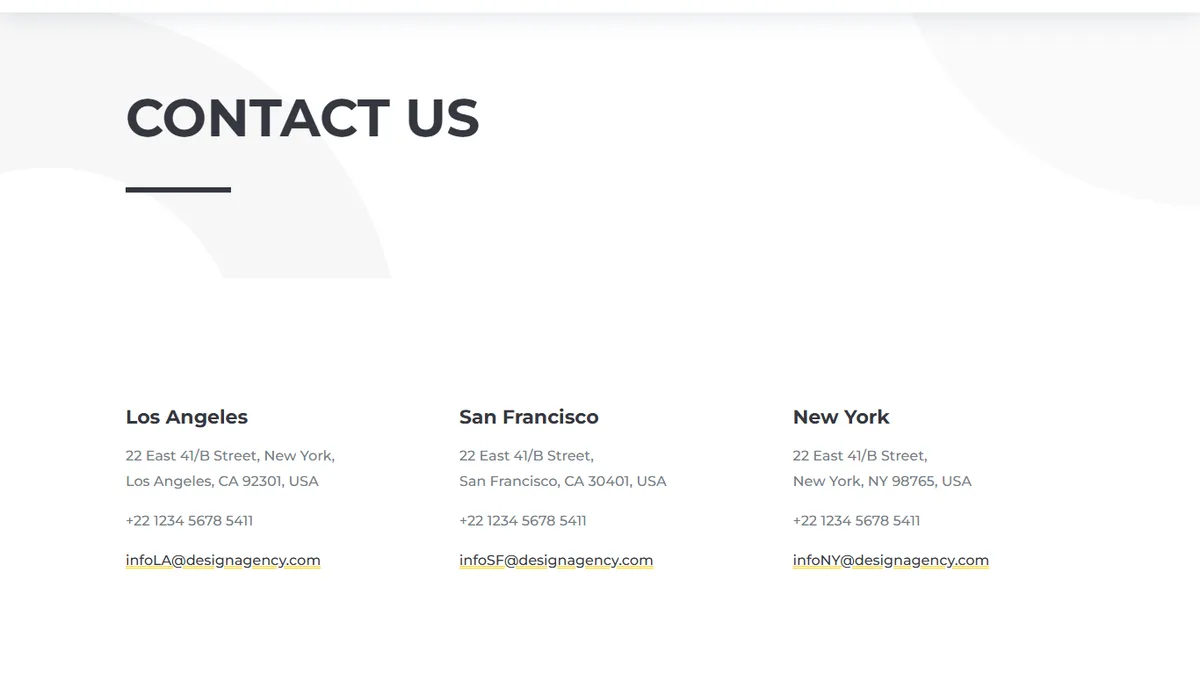 CONTACT US
Los Angeles
22 East 41/B Street, New York,
Los Angeles, CA 92301, USA
+22 1234 5678 5411
infoLA@designagency.com
San Francisco
22 East 41/B Street,
San Francisco, CA 30401, USA
+22 1234 5678 5411
infoSF@designagency.com
New York
22 East 41/B Street,
New York, NY 98765, USA
+22 1234 5678 5411
infoNY@designagency.com